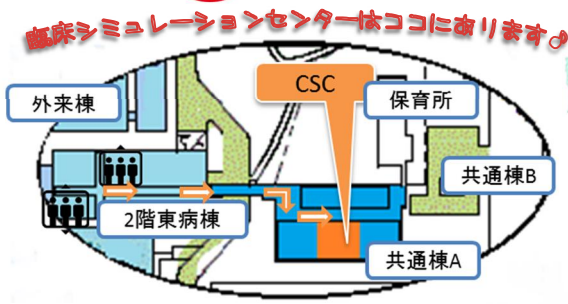 臨床シミュレーションセンターはココにあります♪
CSC
保育所
外来棟
共通棟B
2階東病棟
共通棟A